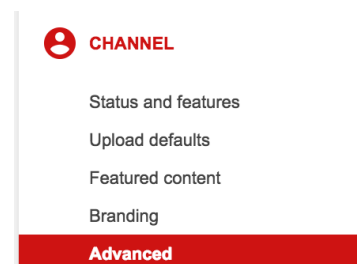 CHANNEL
Status and features
Upload defaults
Featured content
Branding
Advanced